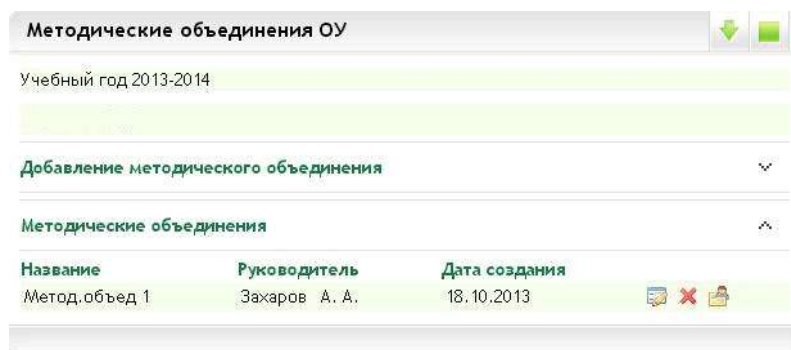 Методические объединения ОУ
Учебный год 2013-2014
Добавление методического объединения
Методические объединения
Название Руководитель Дата создания
Метод.объед 1 Захаров А. А. 18.10.2013